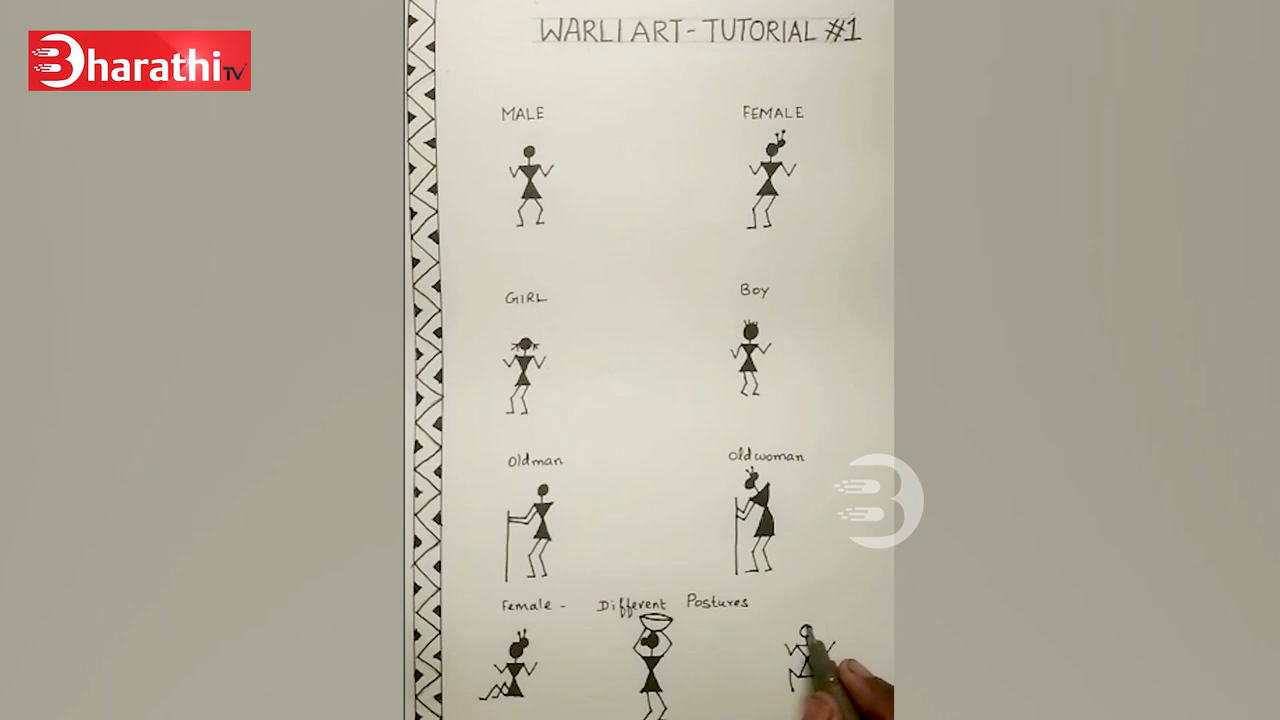 Bharathi TV
WARLI ART - TUTORIAL #1
MALE
FEMALE
GIRL
BOY
Oldman
Oldwoman
Female - Different Postures